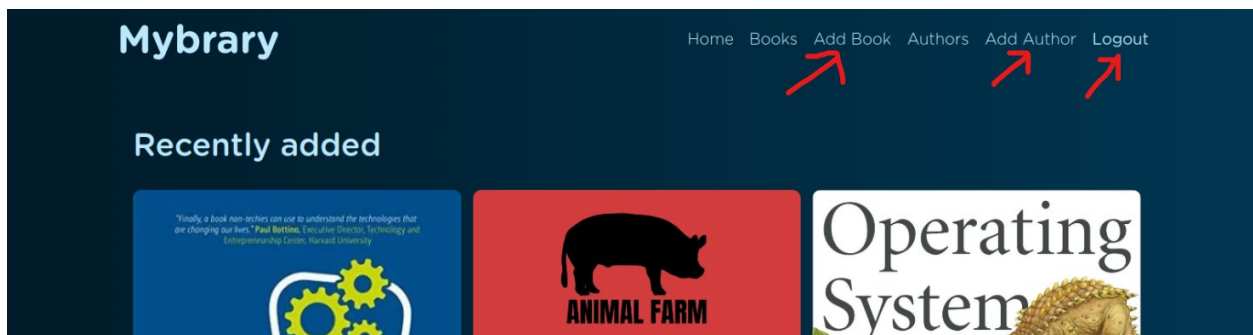 Mybrary
Home Books Add Book Authors Add Author Logout
Recently added
"Finally, a book non-techies can use to understand the technologies that
are changing our lives." Paul Bottino, Executive Director, Technology and
Entrepreneurship Center, Harvard University
ANIMAL FARM
Operating
System